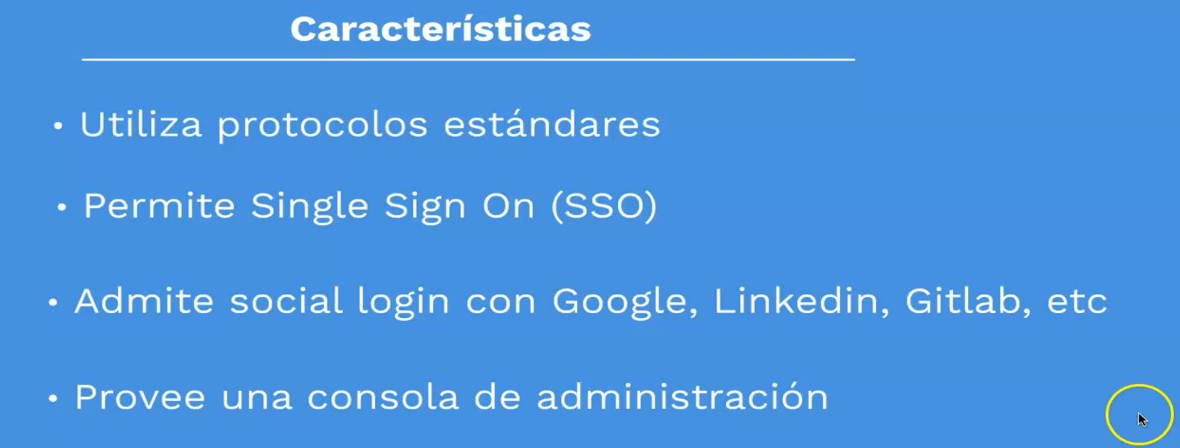 Características
• Utiliza protocolos estándares
• Permite Single Sign On (SSO)
• Admite social login con Google, Linkedin, Gitlab, etc
• Provee una consola de administración